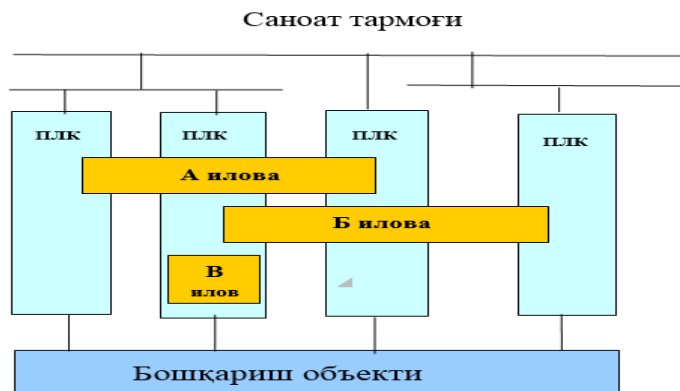 Саноат тармоғи
ПЛК ПЛК ПЛК ПЛК
А илова
Б илова
В
илов
Бошқариш объекти